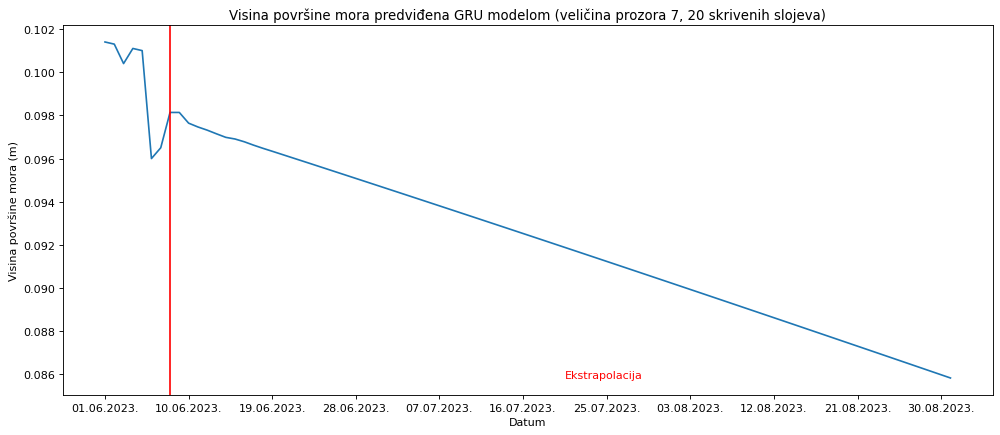 Visina površine mora predviđena GRU modelom (veličina prozora 7, 20 skrivenih slojeva)
0.102
0.100
0.098
0.096
0.094
0.092
0.090
0.088
0.086
Visina površine mora (m)
Ekstrapolacija
01.06.2023. 10.06.2023. 19.06.2023. 28.06.2023. 07.07.2023. 16.07.2023. 25.07.2023. 03.08.2023. 12.08.2023. 21.08.2023. 30.08.2023.
Datum